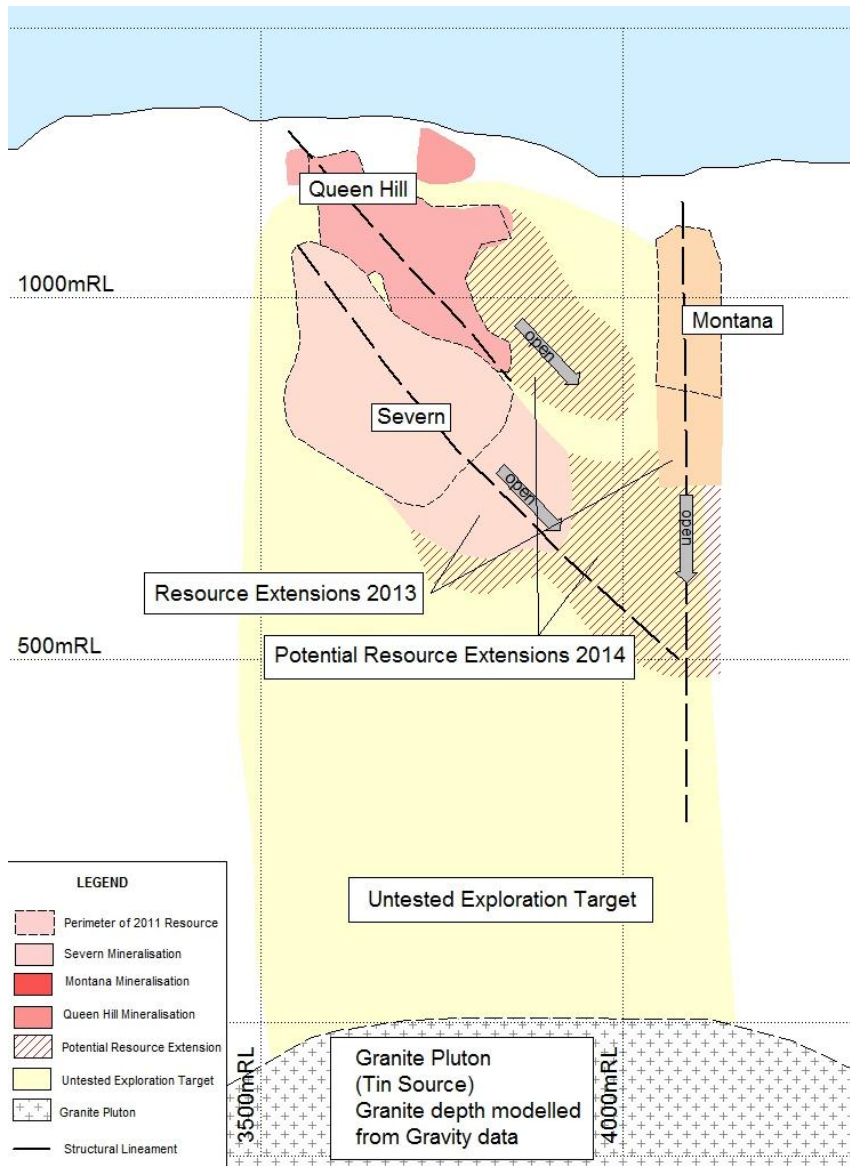 Queen Hill
1000mRL
Montana
open
Severn
open
open
Resource Extensions 2013
500mRL
Potential Resource Extensions 2014
Untested Exploration Target
LEGEND
Perimeter of 2011 Resource
Severn Mineralisation
Montana Mineralisation
Queen Hill Mineralisation
Potential Resource Extension
Untested Exploration Target
Granite Pluton
Structural Lineament
3500mRL
Granite Pluton
(Tin Source)
Granite depth modelled
from Gravity data
4000mRL